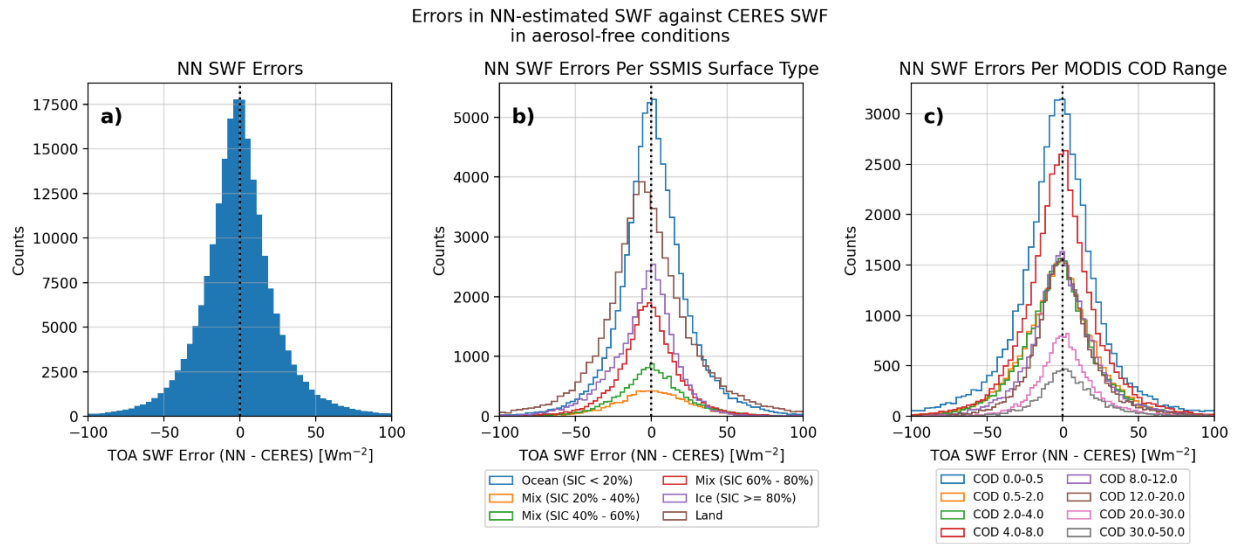 Errors in NN-estimated SWF against CERES SWF
in aerosol-free conditions
NN SWF Errors
a)
17500
15000
12500
10000
7500
5000
2500
0
Counts
−100 −50 0 50 100
TOA SWF Error (NN - CERES) [Wm⁻²]
NN SWF Errors Per SSMIS Surface Type
b)
5000
4000
3000
2000
1000
0
Counts
−100 −50 0 50 100
TOA SWF Error (NN - CERES) [Wm⁻²]
Ocean (SIC < 20%)
Mix (SIC 20% - 40%)
Mix (SIC 40% - 60%)
Mix (SIC 60% - 80%)
Ice (SIC >= 80%)
Land
NN SWF Errors Per MODIS COD Range
c)
3000
2500
2000
1500
1000
500
0
Counts
−100 −50 0 50 100
TOA SWF Error (NN - CERES) [Wm⁻²]
COD 0.0-0.5
COD 0.5-2.0
COD 2.0-4.0
COD 4.0-8.0
COD 8.0-12.0
COD 12.0-20.0
COD 20.0-30.0
COD 30.0-50.0